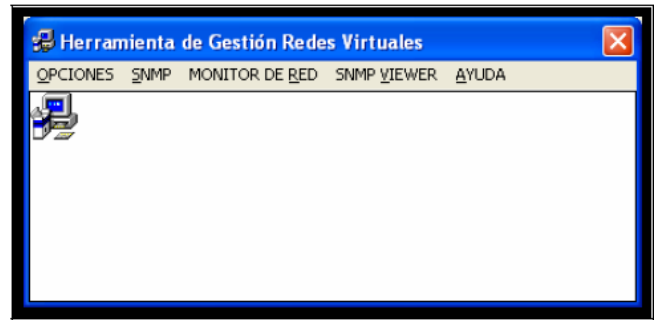 Herramienta de Gestión Redes Virtuales
OPCIONES SNMP MONITOR DE RED SNMP VIEWER AYUDA